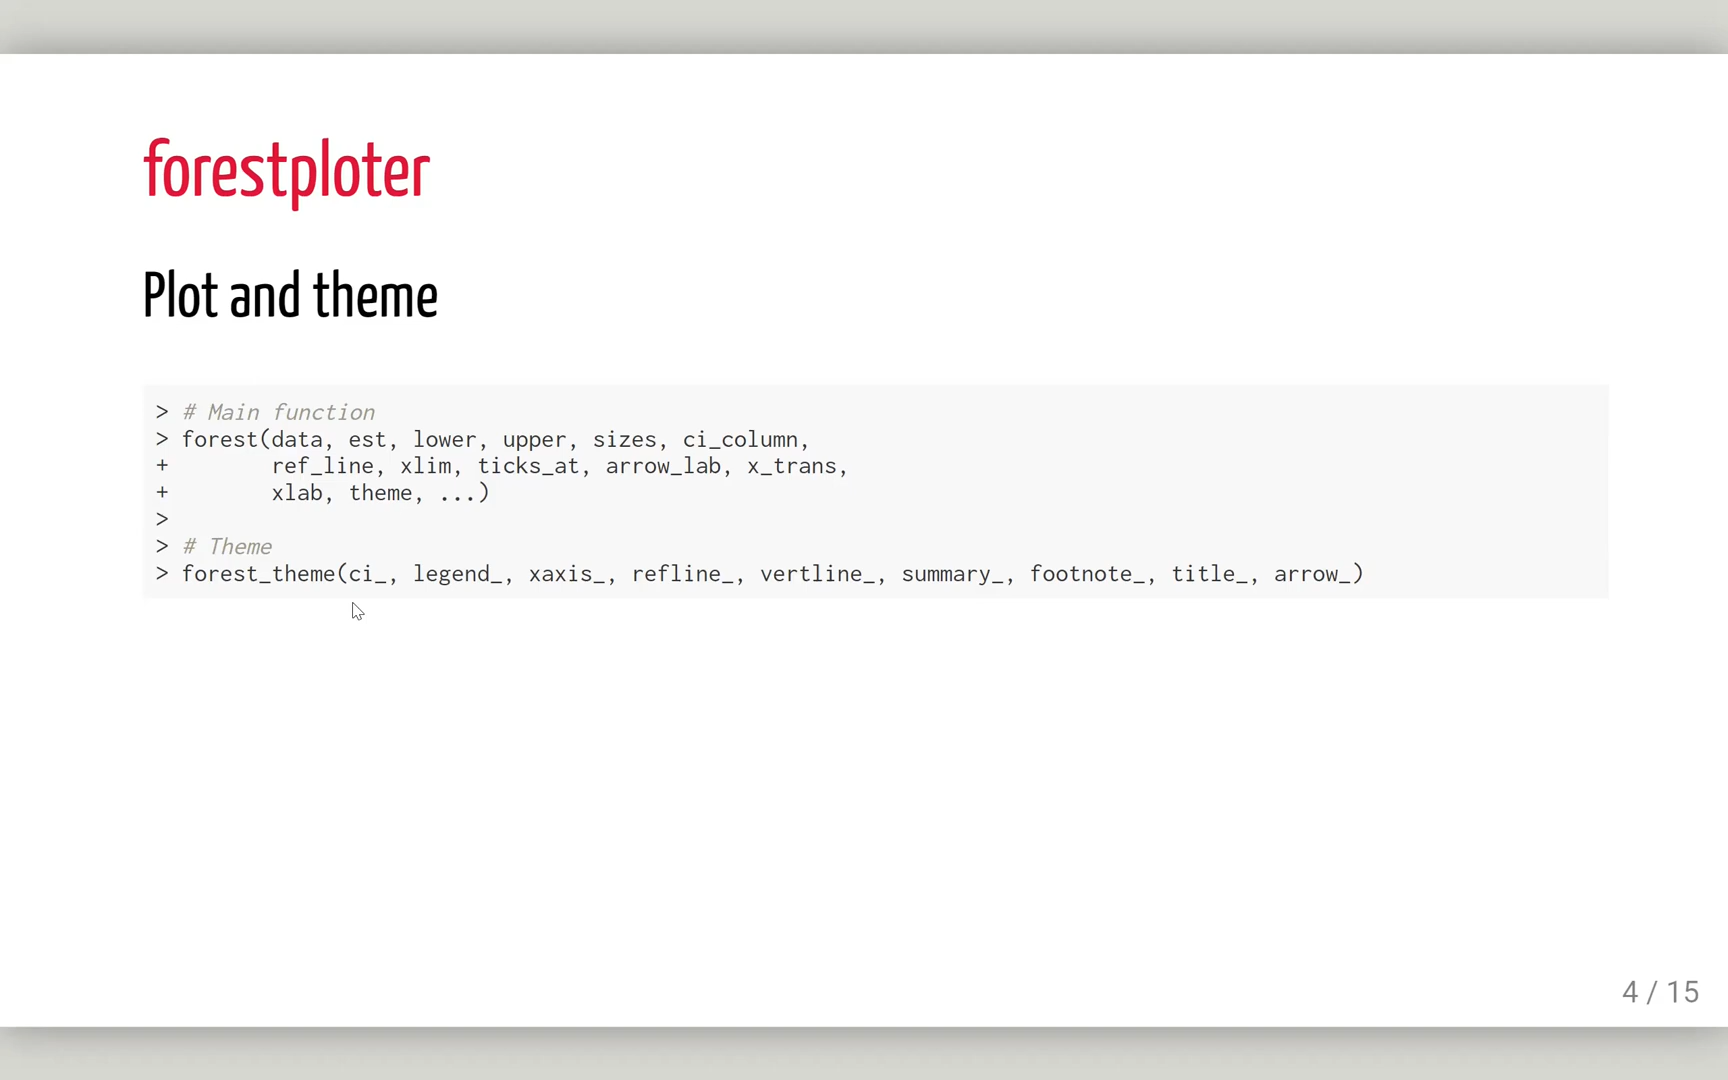 forestploter
Plot and theme
> # Main function
> forest(data, est, lower, upper, sizes, ci_column,
+        ref_line, xlim, ticks_at, arrow_lab, x_trans,
+        xlab, theme, ...)
>
> # Theme
> forest_theme(ci_, legend_, xaxis_, refline_, vertline_, summary_, footnote_, title_, arrow_)
4 / 15